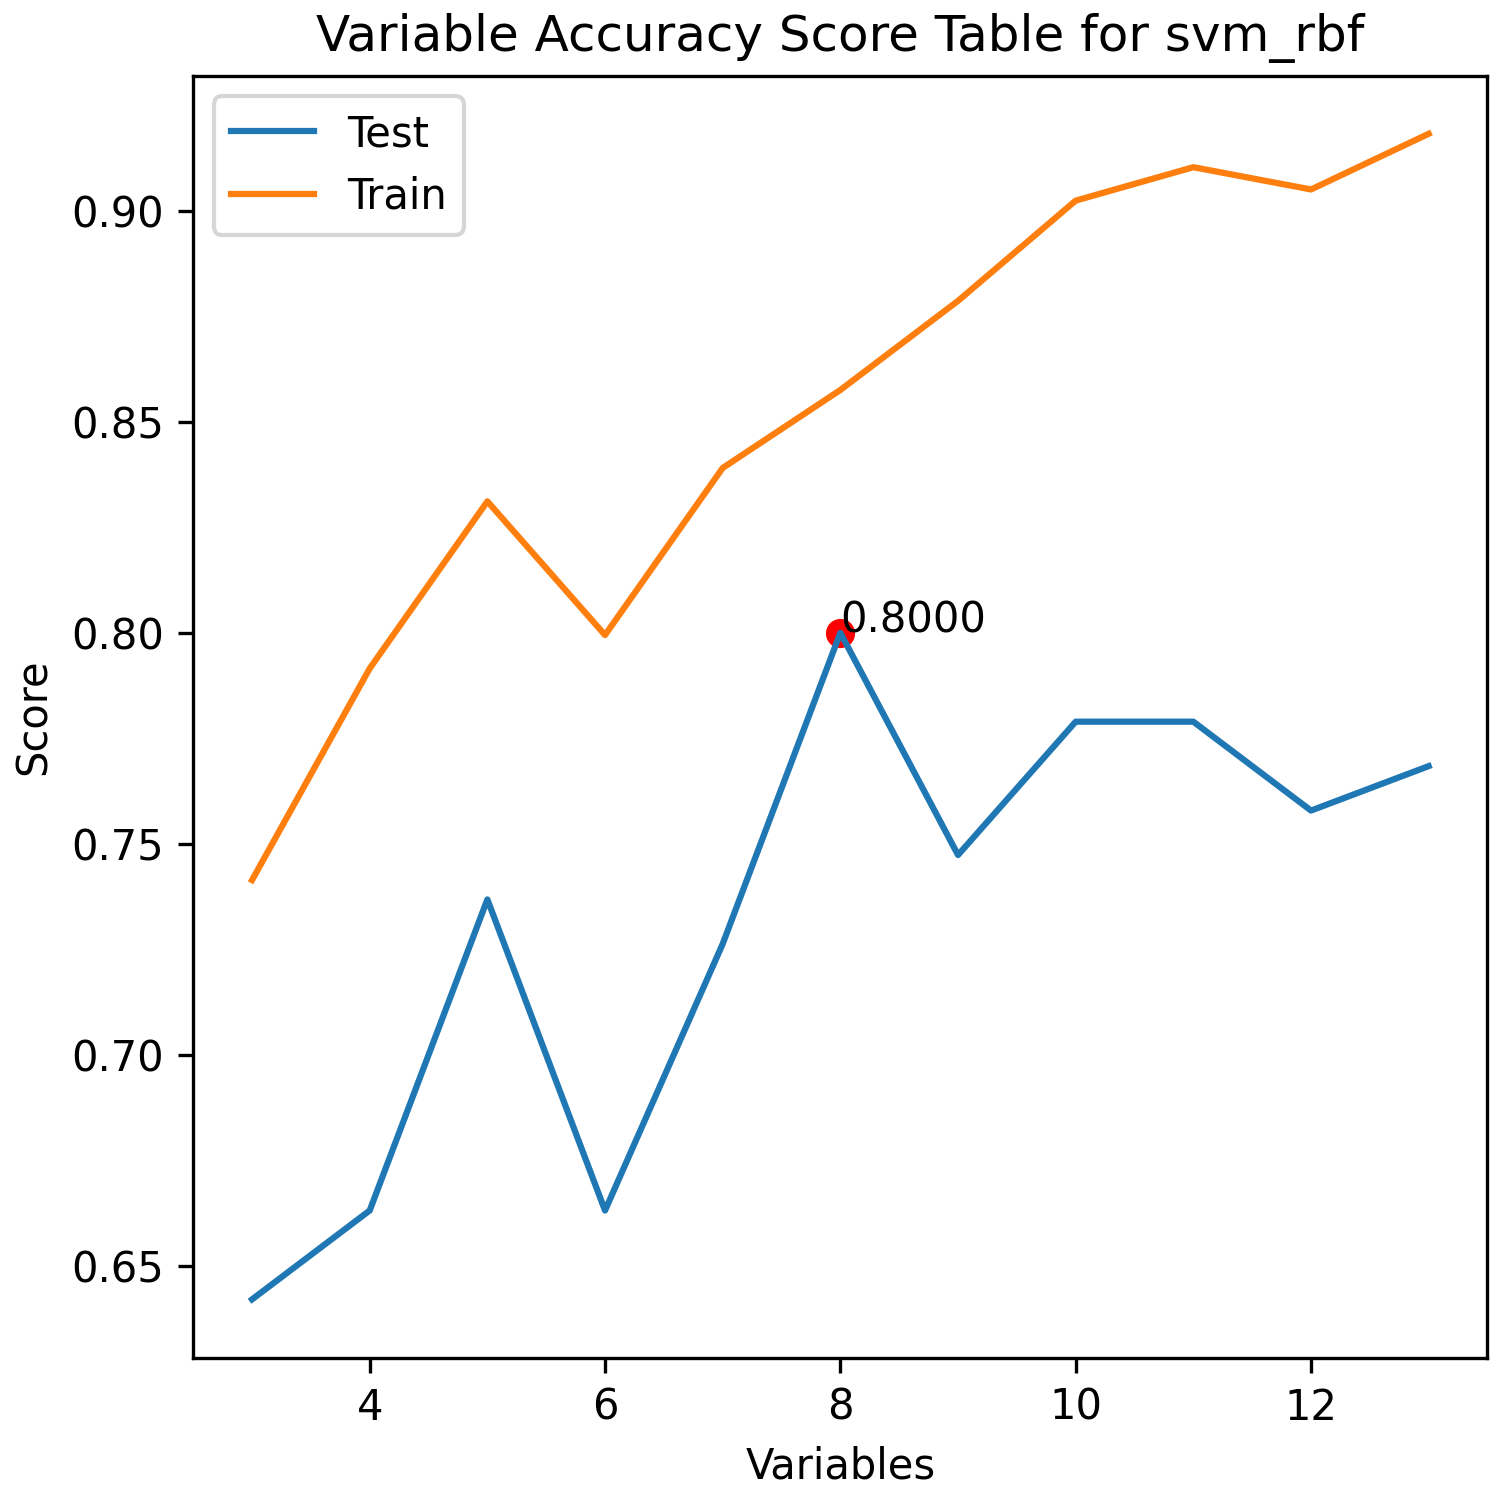 Variable Accuracy Score Table for svm_rbf
Test
Train
0.90
0.85
0.80
0.75
0.70
0.65
Score
0.8000
4 6 8 10 12
Variables